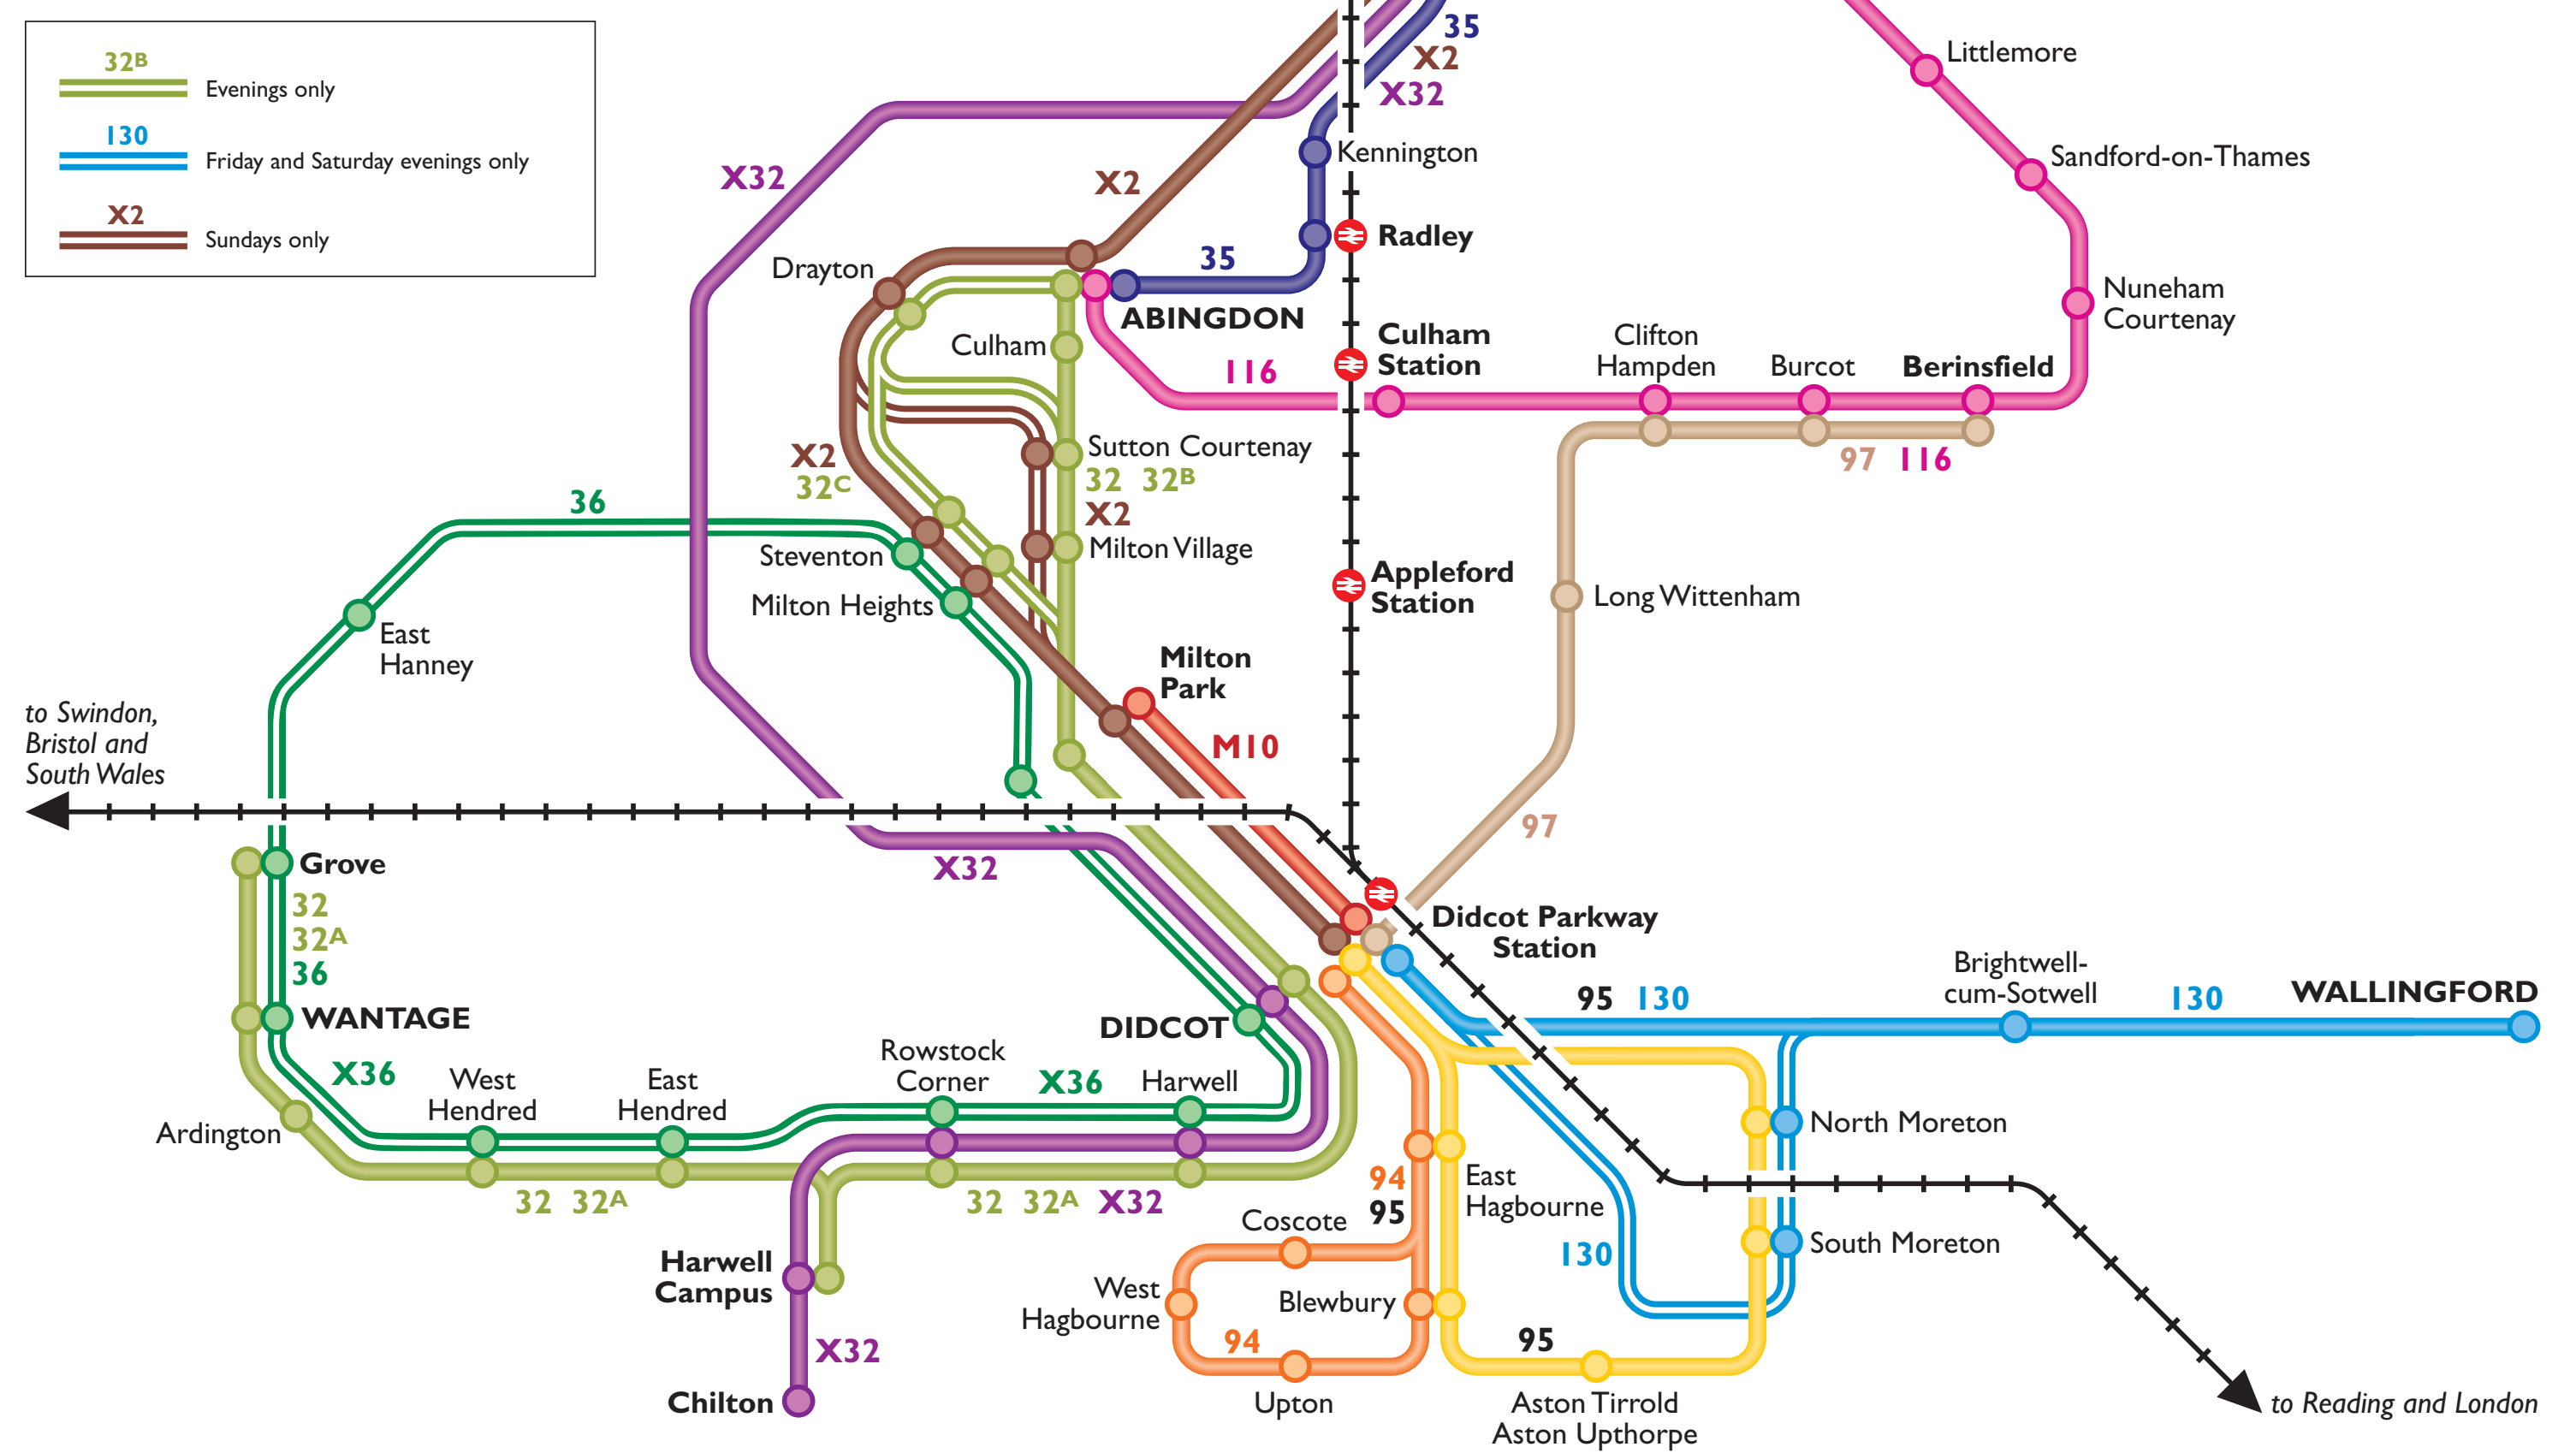 32B
Evenings only
130
Friday and Saturday evenings only
X2
Sundays only
35
X2
X32
Littlemore
Kennington
Sandford-on-Thames
X32
X2
Radley
Drayton
35
Nuneham
Courtenay
ABINGDON
Culham
Culham
Station
116
Clifton
Hampden
Burcot
Berinsfield
X2
32C
Sutton Courtenay
32 32B
97 116
36
X2
Steventon
Milton Village
Milton Heights
Appleford
Station
Long Wittenham
East
Hanney
Milton
Park
to Swindon,
Bristol and
South Wales
M10
97
Grove
X32
32
32A
36
Didcot Parkway
Station
Brightwell-
cum-Sotwell
95 130
130
WALLINGFORD
WANTAGE
DIDCOT
X36
West
Hendred
East
Hendred
Rowstock
Corner
X36
Harwell
Ardington
North Moreton
32 32A
32 32A X32
94
95
East
Hagbourne
Coscote
130
South Moreton
Harwell
Campus
West
Hagbourne
Blewbury
X32
94
95
Chilton
Upton
Aston Tirrold
Aston Upthorpe
to Reading and London